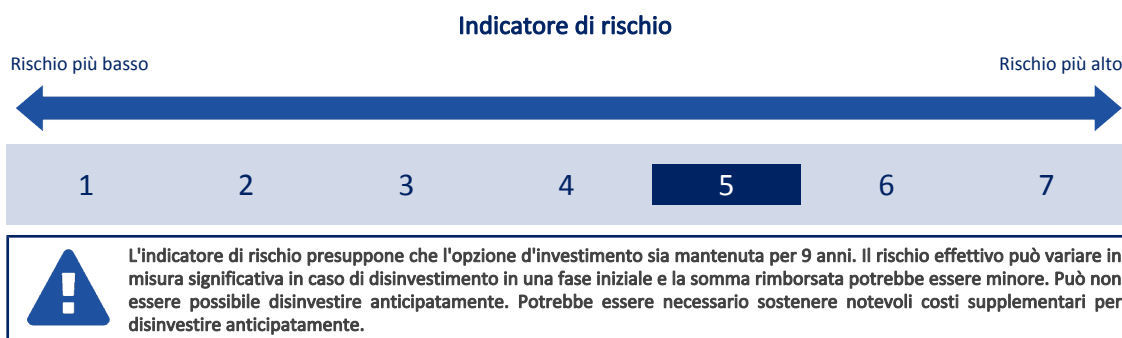 Indicatore di rischio
Rischio più basso
Rischio più alto
1 2 3 4 5 6 7
L'indicatore di rischio presuppone che l'opzione d'investimento sia mantenuta per 9 anni. Il rischio effettivo può variare in
misura significativa in caso di disinvestimento in una fase iniziale e la somma rimborsata potrebbe essere minore. Può non
essere possibile disinvestire anticipatamente. Potrebbe essere necessario sostenere notevoli costi supplementari per
disinvestire anticipatamente.